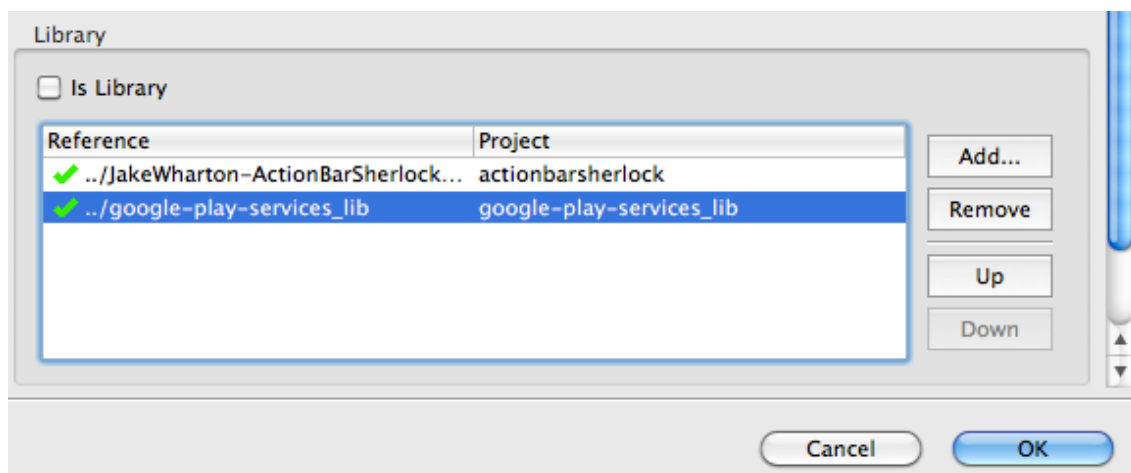 Library
Is Library
Reference Project
../JakeWharton-ActionBarSherlock... actionbarsherlock
../google-play-services_lib google-play-services_lib
Add...
Remove
Up
Down
Cancel OK